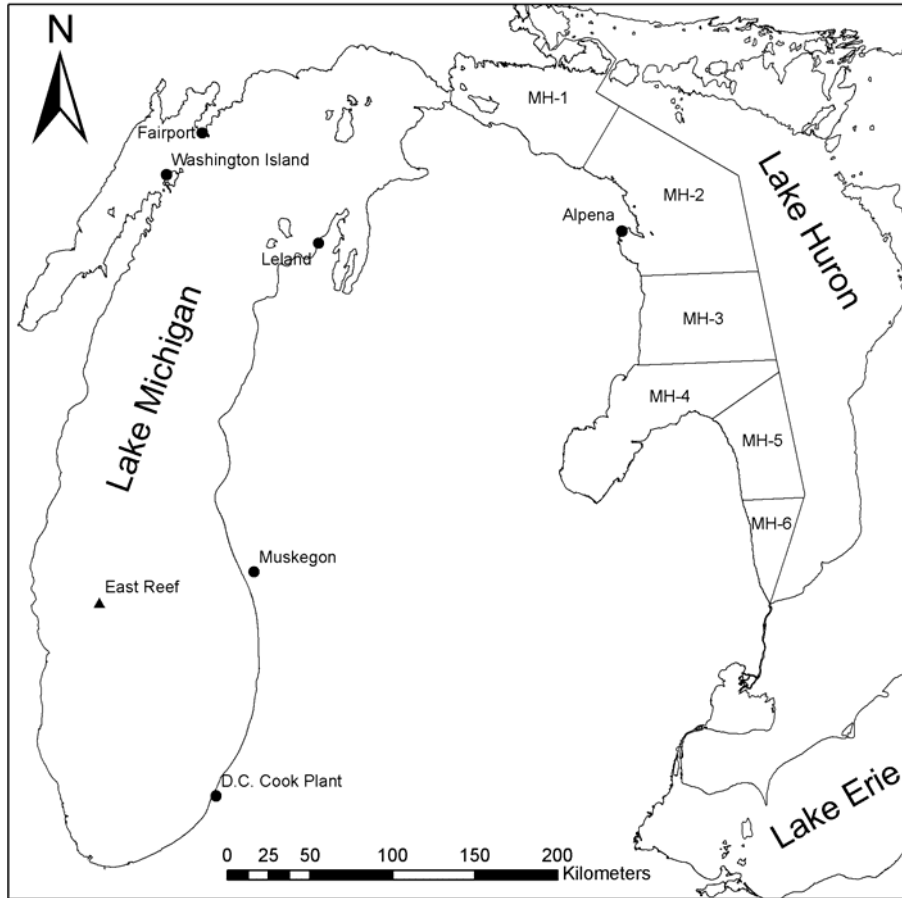 N
MH-1
Fairport
Washington Island
Lake Huron
MH-2
Alpena
Leland
Lake Michigan
MH-3
MH-4
MH-5
MH-6
Muskegon
East Reef
D.C. Cook Plant
Lake Erie
0 25 50 100 150 200
Kilometers